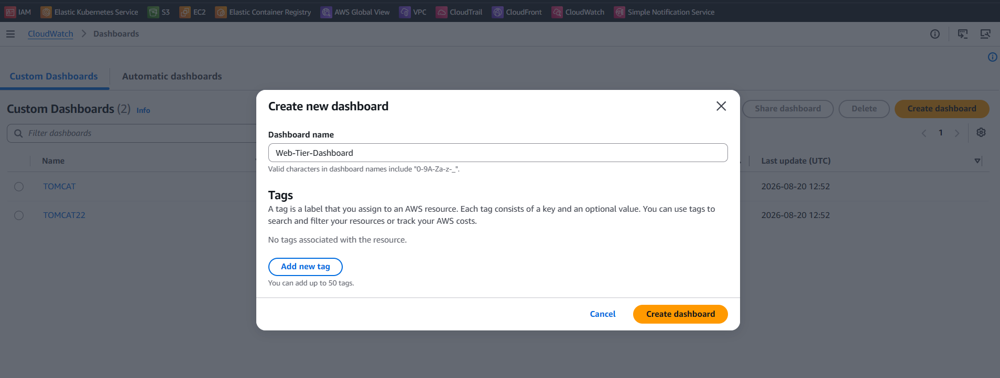 IAM Elastic Kubernetes Service S3 EC2 Elastic Container Registry AWS Global View VPC CloudTrail CloudFront CloudWatch Simple Notification Service
CloudWatch Dashboards
Custom Dashboards Automatic dashboards
Custom Dashboards (2) Info
Share dashboard Delete Create dashboard
Filter dashboards
1
Name
Last update (UTC)
TOMCAT
2026-08-20 12:52
TOMCAT22
2026-08-20 12:52
Create new dashboard
Dashboard name
Web-Tier-Dashboard
Valid characters in dashboard names include "0-9A-Za-z-_".
Tags
A tag is a label that you assign to an AWS resource. Each tag consists of a key and an optional value. You can use tags to
search and filter your resources or track your AWS costs.
No tags associated with the resource.
Add new tag
You can add up to 50 tags.
Cancel Create dashboard